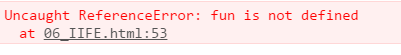 Uncaught ReferenceError: fun is not defined
at 06_IIFE.html:53